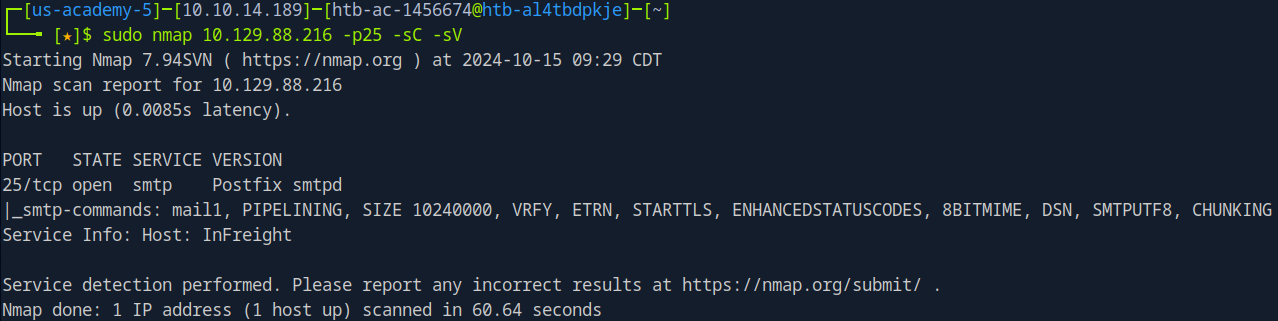 ┌─[us-academy-5]─[10.10.14.189]─[htb-ac-1456674@htb-al4tbdpkje]─[~]
└──╼ [★]$ sudo nmap 10.129.88.216 -p25 -sC -sV
Starting Nmap 7.94SVN ( https://nmap.org ) at 2024-10-15 09:29 CDT
Nmap scan report for 10.129.88.216
Host is up (0.0085s latency).
PORT   STATE SERVICE VERSION
25/tcp open  smtp    Postfix smtpd
|_smtp-commands: mail1, PIPELINING, SIZE 10240000, VRFY, ETRN, STARTTLS, ENHANCEDSTATUSCODES, 8BITMIME, DSN, SMTPUTF8, CHUNKING
Service Info: Host: InFreight
Service detection performed. Please report any incorrect results at https://nmap.org/submit/ .
Nmap done: 1 IP address (1 host up) scanned in 60.64 seconds